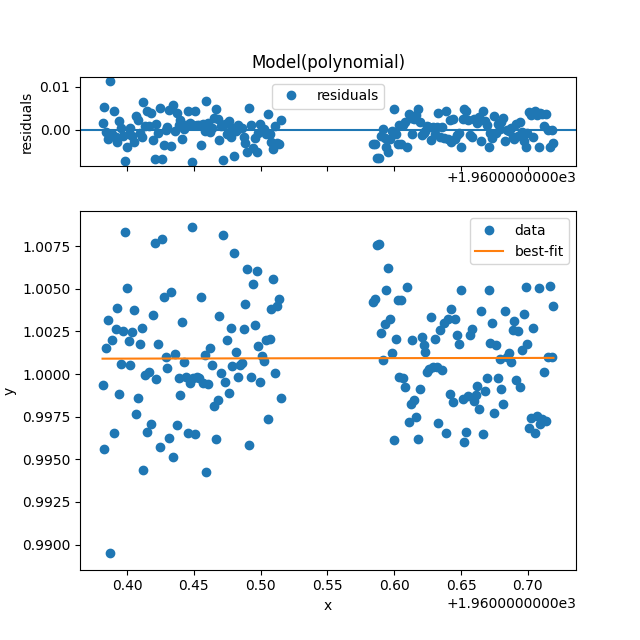 Model(polynomial)
0.01
0.00
residuals
residuals
+1.9600000000e3
1.0075
1.0050
1.0025
1.0000
0.9975
0.9950
0.9925
0.9900
y
data
best-fit
0.40 0.45 0.50 0.55 0.60 0.65 0.70
x
+1.9600000000e3